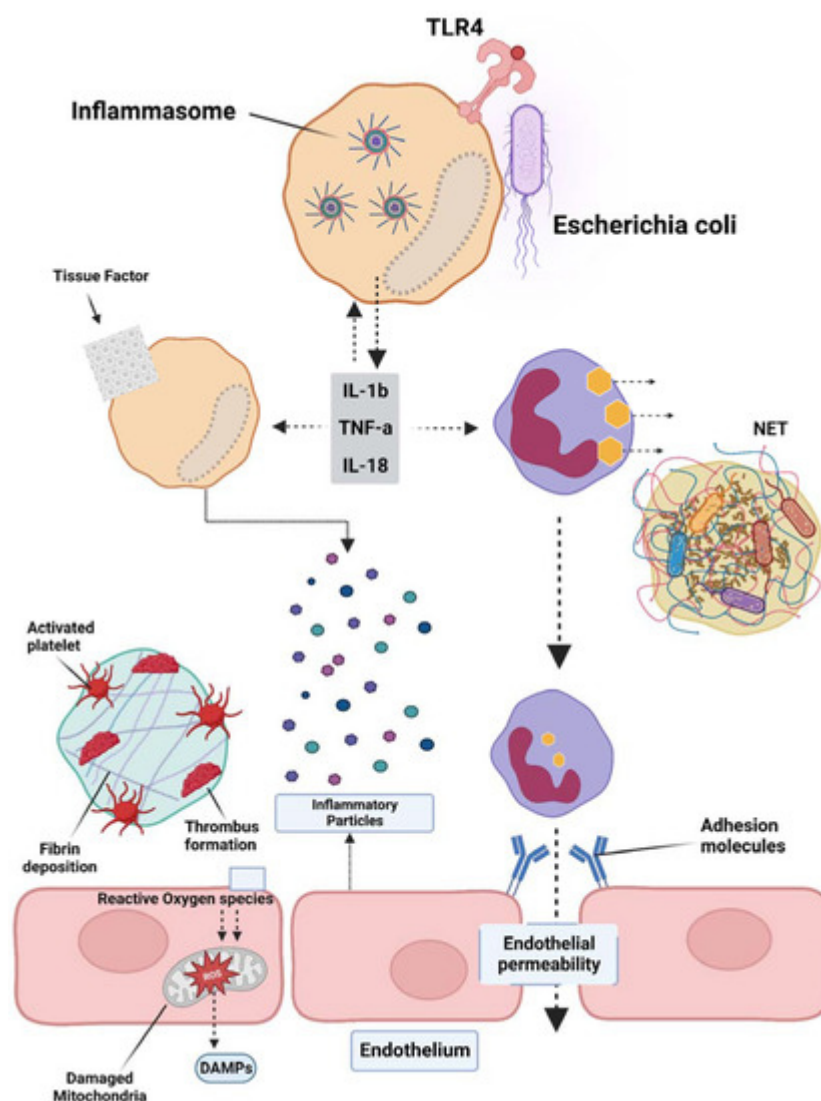 TLR4
Inflammasome
Escherichia coli
Tissue Factor
IL-1b
TNF-a
IL-18
NET
Activated
platelet
Fibrin
deposition
Thrombus
formation
Inflammatory
Particles
Adhesion
molecules
Reactive Oxygen species
ROS
Endothelial
permeability
DAMPs
Damaged
Mitochondria
Endothelium